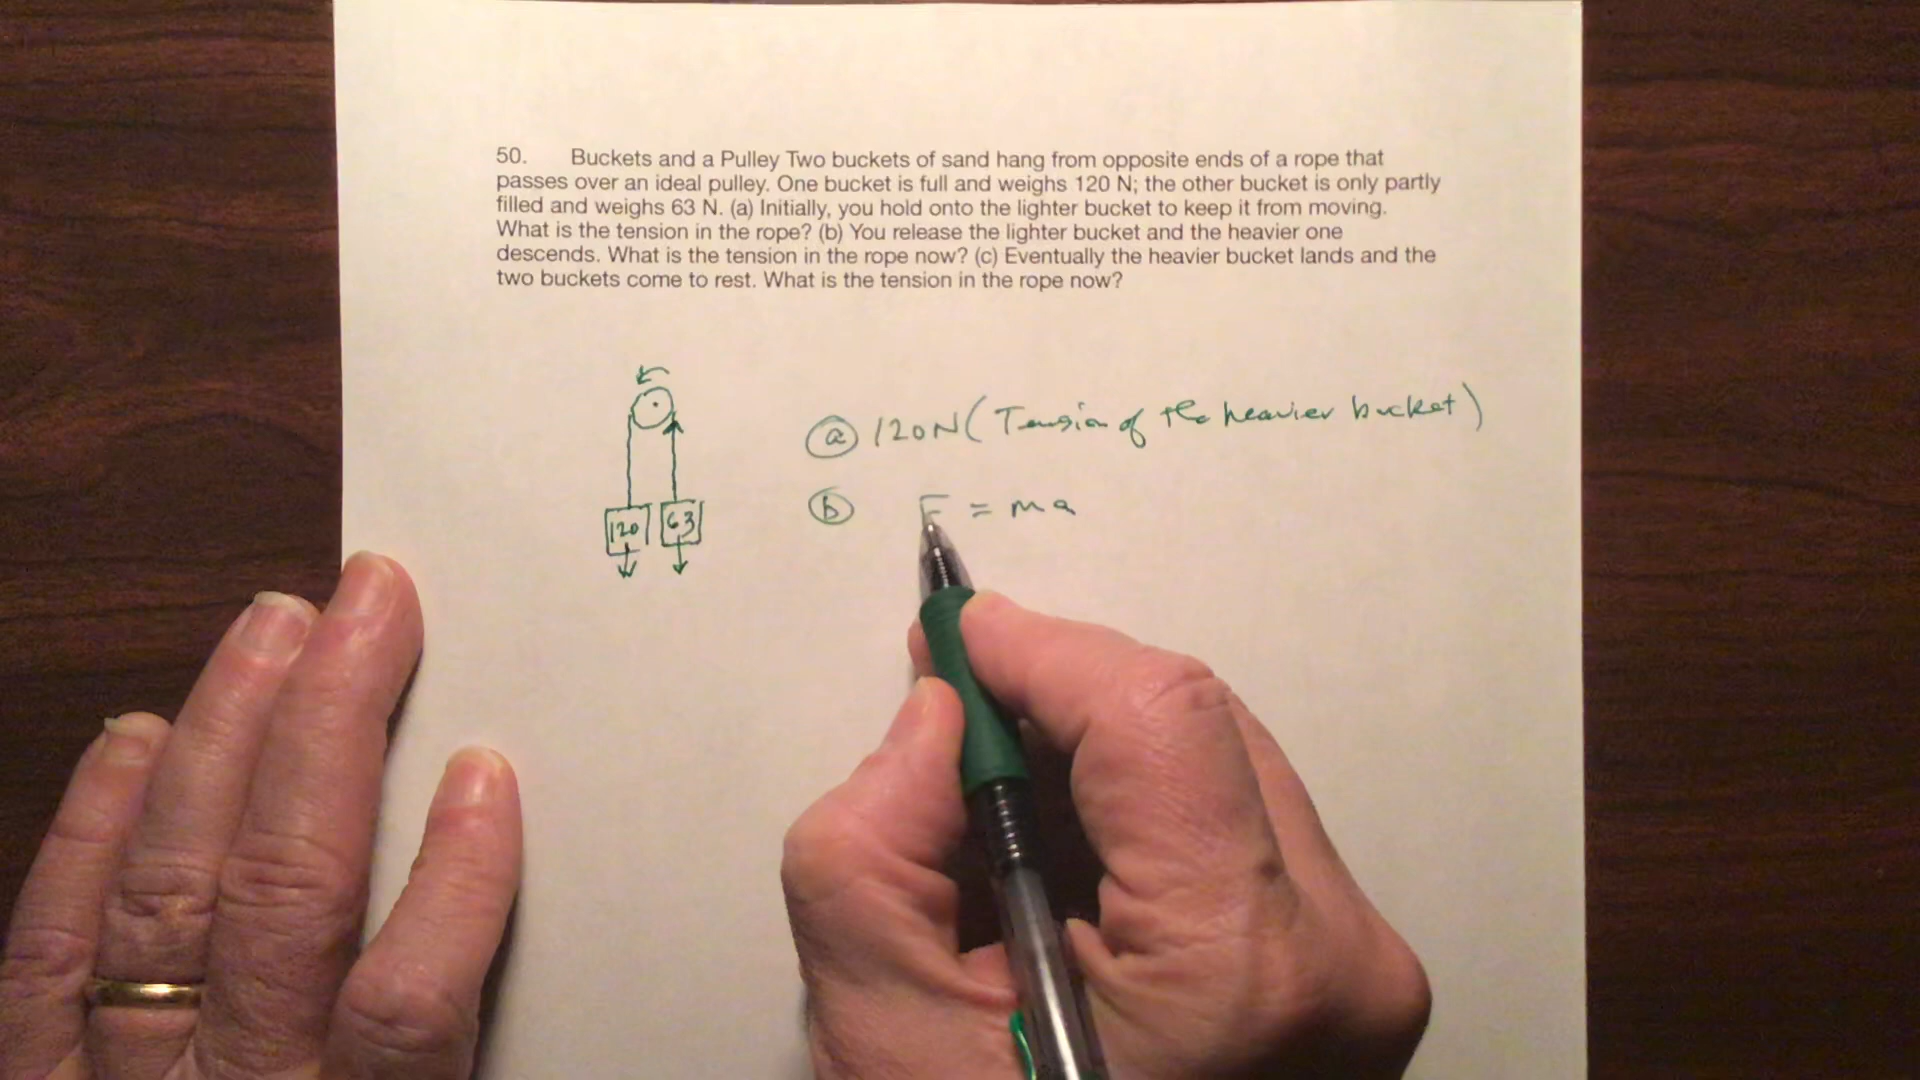 50. Buckets and a Pulley Two buckets of sand hang from opposite ends of a rope that
passes over an ideal pulley. One bucket is full and weighs 120 N; the other bucket is only partly
filled and weighs 63 N. (a) Initially, you hold onto the lighter bucket to keep it from moving.
What is the tension in the rope? (b) You release the lighter bucket and the heavier one
descends. What is the tension in the rope now? (c) Eventually the heavier bucket lands and the
two buckets come to rest. What is the tension in the rope now?
ⓐ 120N (Tension of the heavier bucket)
ⓑ F = ma
120 63